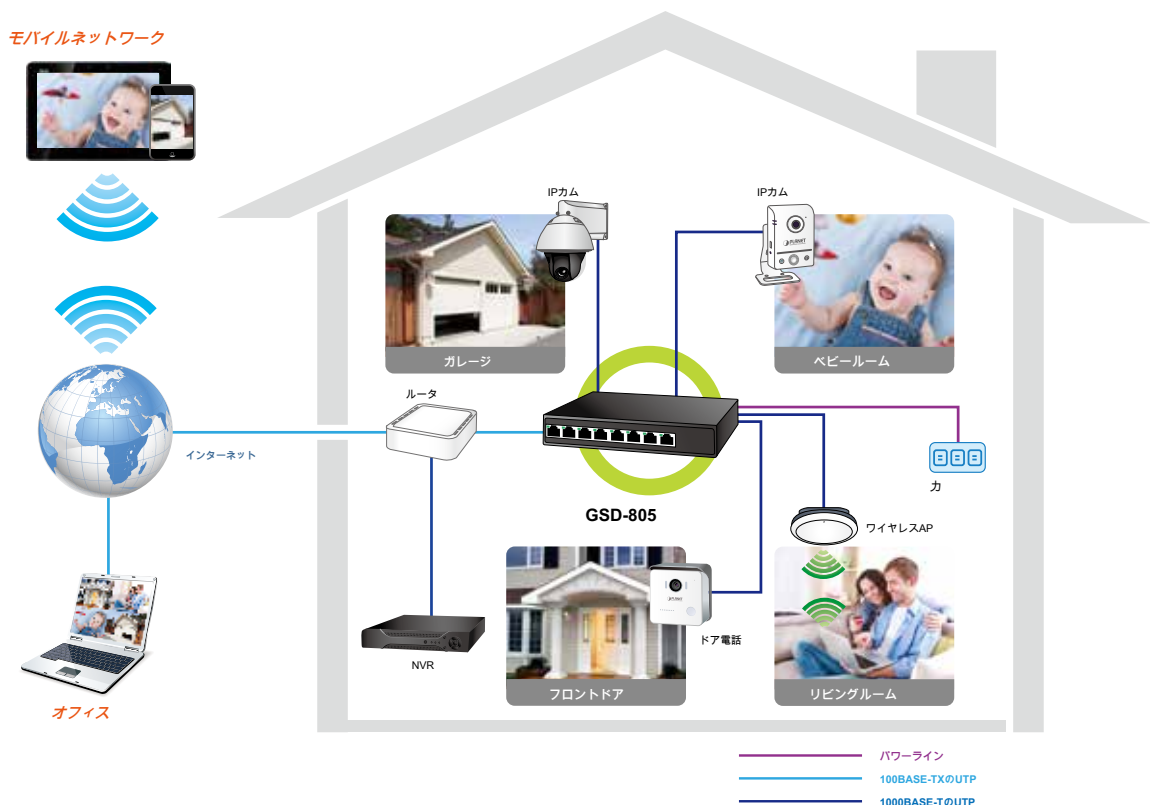 モバイルネットワーク
IPカム
IPカム
PLANET
ガレージ
ベビールーム
ルータ
インターネット
力
GSD-805
ワイヤレスAP
PLANET
ドア電話
NVR
フロントドア
リビングルーム
オフィス
パワーライン
100BASE-TXのUTP
1000BASE-TのUTP